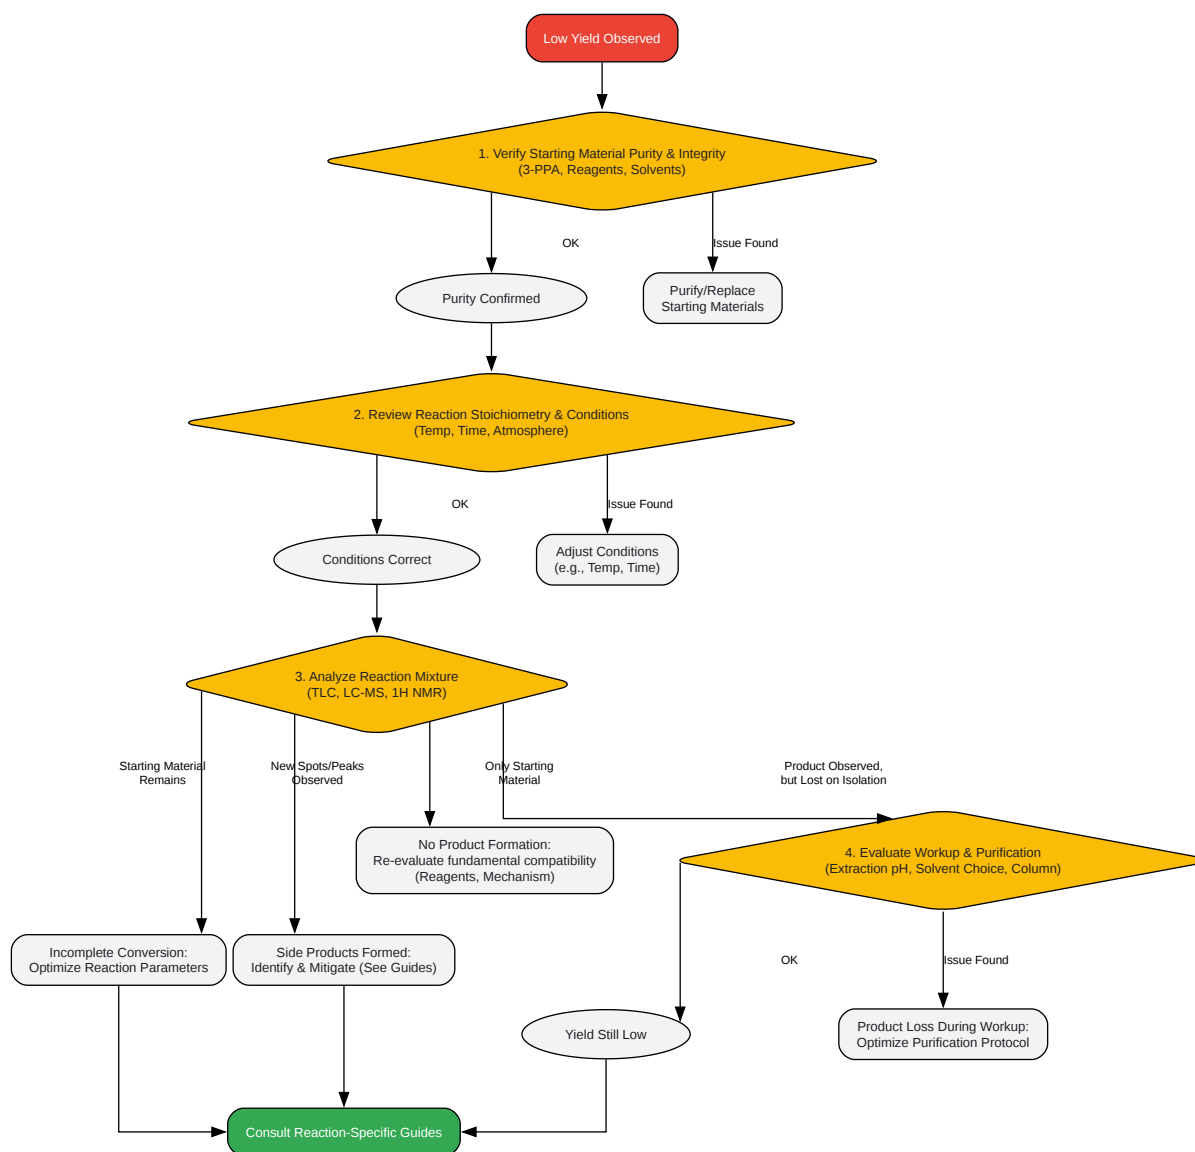 Low Yield Observed
1. Verify Starting Material Purity & Integrity
(3-PPA, Reagents, Solvents)
OK
Issue Found
Purity Confirmed
Purify/Replace
Starting Materials
2. Review Reaction Stoichiometry & Conditions
(Temp, Time, Atmosphere)
OK
Issue Found
Conditions Correct
Adjust Conditions
(e.g., Temp, Time)
3. Analyze Reaction Mixture
(TLC, LC-MS, 1H NMR)
Starting Material
Remains
New Spots/Peaks
Observed
Only Starting
Material
Product Observed,
but Lost on Isolation
No Product Formation:
Re-evaluate fundamental compatibility
(Reagents, Mechanism)
4. Evaluate Workup & Purification
(Extraction pH, Solvent Choice, Column)
Incomplete Conversion:
Optimize Reaction Parameters
Side Products Formed:
Identify & Mitigate (See Guides)
OK
Issue Found
Yield Still Low
Product Loss During Workup:
Optimize Purification Protocol
Consult Reaction-Specific Guides